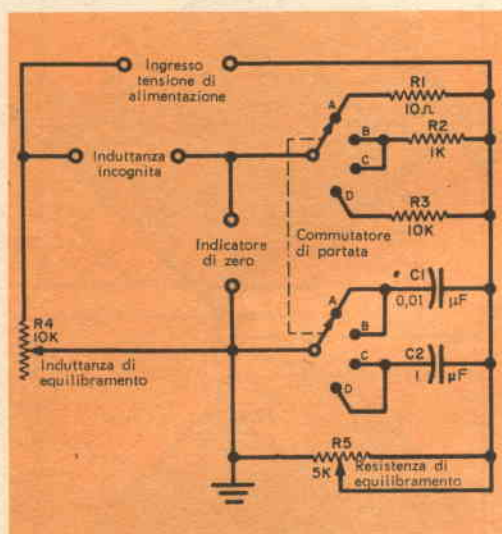 Ingresso
tensione di
alimentazione
R1
10Ω
A
B
R2
1K
C
Induttanza
incognita
D
R3
10K
Indicatore
di zero
Commutatore
di portata
C1
A
0,01 µF
B
R4
10K
C
C2
1 µF
Induttanza di
equilibramento
D
R5
5K
Resistenza di
equilibramento